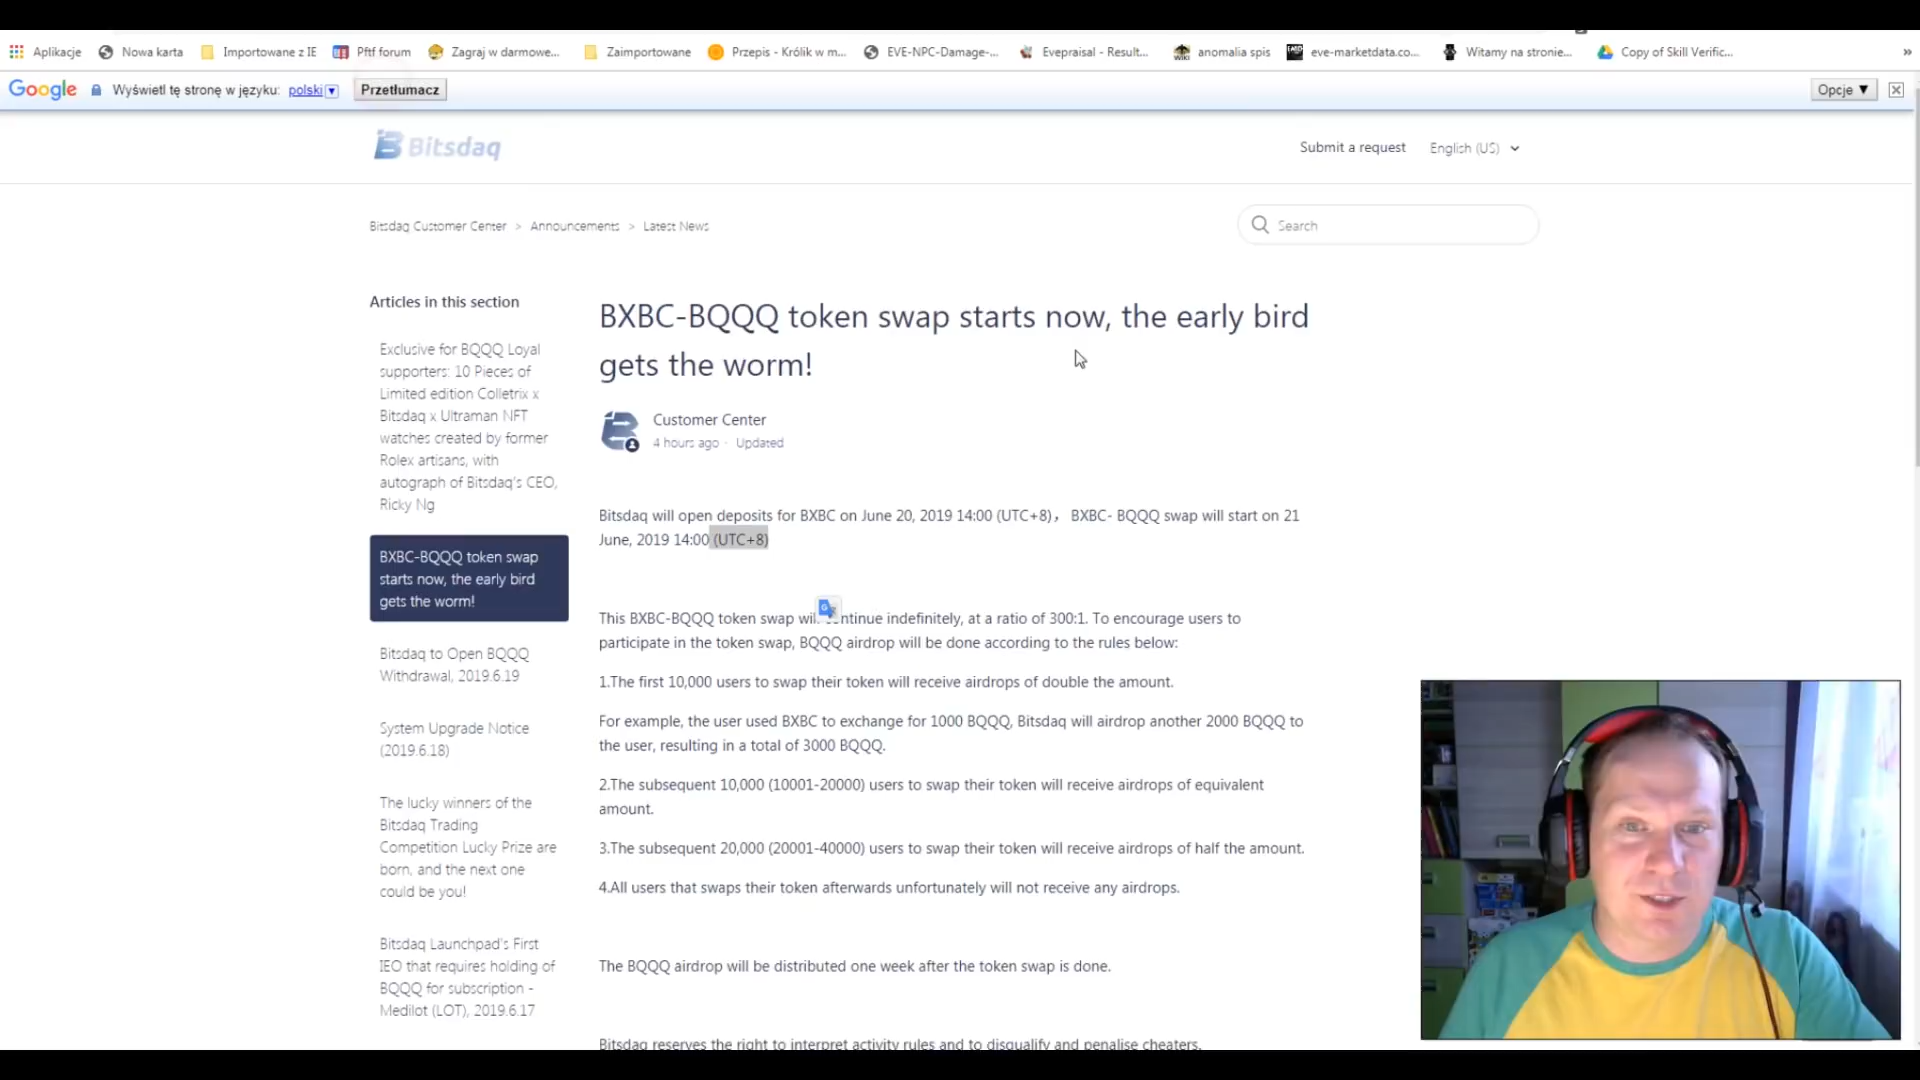 Aplikacje Nowa karta Importowane z IE Pftf forum Zagraj w darmowe... Zaimportowane Przepis - Królik w m... EVE-NPC-Damage-... Evepraisal - Result... anomalia spis eve-marketdata.co... Witamy na stronie... Copy of Skill Verific... »
Google Wyświetl tę stronę w języku: polski Przetłumacz Opcje ▼
Bitsdaq
Submit a request English (US)
Bitsdaq Customer Center > Announcements > Latest News
Search
Articles in this section
Exclusive for BQQQ Loyal
supporters: 10 Pieces of
Limited edition Colletrix x
Bitsdaq x Ultraman NFT
watches created by former
Rolex artisans, with
autograph of Bitsdaq's CEO,
Ricky Ng
BXBC-BQQQ token swap
starts now, the early bird
gets the worm!
Bitsdaq to Open BQQQ
Withdrawal, 2019.6.19
System Upgrade Notice
(2019.6.18)
The lucky winners of the
Bitsdaq Trading
Competition Lucky Prize are
born, and the next one
could be you!
Bitsdaq Launchpad's First
IEO that requires holding of
BQQQ for subscription -
Medilot (LOT), 2019.6.17
BXBC-BQQQ token swap starts now, the early bird
gets the worm!
Customer Center
4 hours ago · Updated
Bitsdaq will open deposits for BXBC on June 20, 2019 14:00 (UTC+8)， BXBC- BQQQ swap will start on 21
June, 2019 14:00 (UTC+8)
This BXBC-BQQQ token swap indefinitely, at a ratio of 300:1. To encourage users to
participate in the token swap, BQQQ airdrop will be done according to the rules below:
1.The first 10,000 users to swap their token will receive airdrops of double the amount.
For example, the user used BXBC to exchange for 1000 BQQQ, Bitsdaq will airdrop another 2000 BQQQ to
the user, resulting in a total of 3000 BQQQ.
2.The subsequent 10,000 (10001-20000) users to swap their token will receive airdrops of equivalent
amount.
3.The subsequent 20,000 (20001-40000) users to swap their token will receive airdrops of half the amount.
4.All users that swaps their token afterwards unfortunately will not receive any airdrops.
The BQQQ airdrop will be distributed one week after the token swap is done.
Bitsdaq reserves the right to interpret activity rules and to disqualify and penalise cheaters.